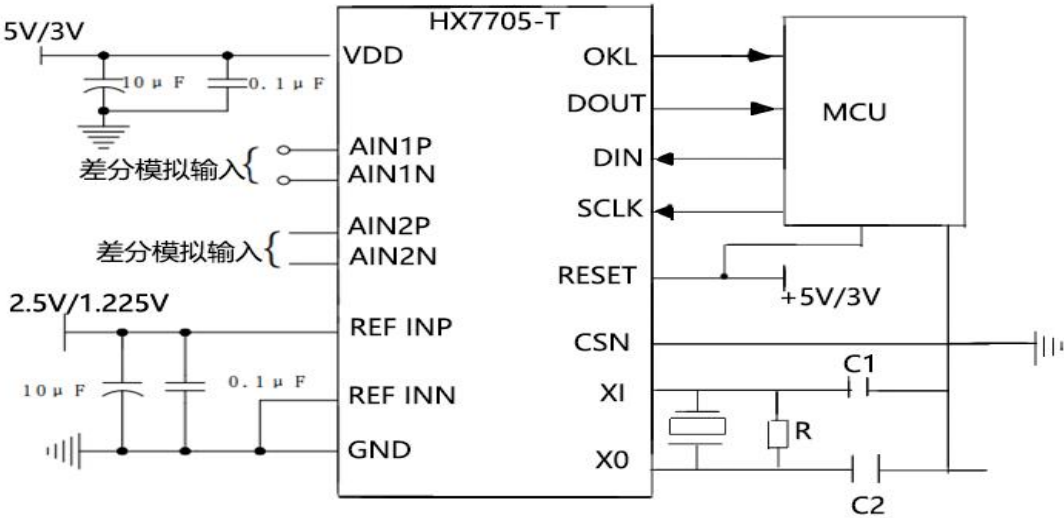 HX7705-T
5V/3V
VDD
10μF
0.1μF
差分模拟输入{
AIN1P
AIN1N
差分模拟输入{
AIN2P
AIN2N
2.5V/1.225V
REF INP
10μF
0.1μF
REF INN
GND
OKL
DOUT
DIN
SCLK
MCU
RESET
+5V/3V
CSN
C1
XI
R
X0
C2